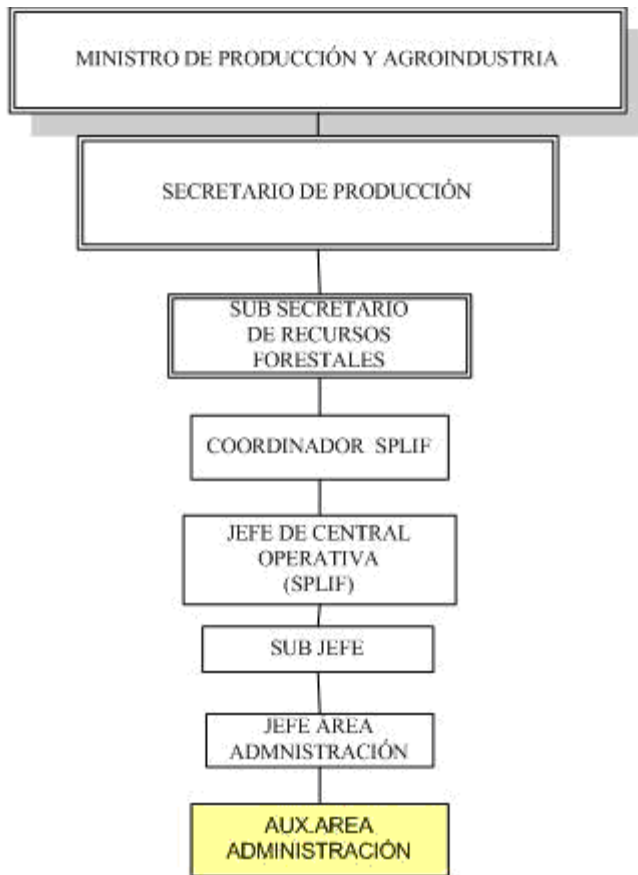 MINISTRO DE PRODUCCIÓN Y AGROINDUSTRIA
SECRETARIO DE PRODUCCIÓN
SUB SECRETARIO
DE RECURSOS
FORESTALES
COORDINADOR SPLIF
JEFE DE CENTRAL
OPERATIVA
(SPLIF)
SUB JEFE
JEFE ÁREA
ADMNISTRACIÓN
AUX.AREA
ADMINISTRACIÓN